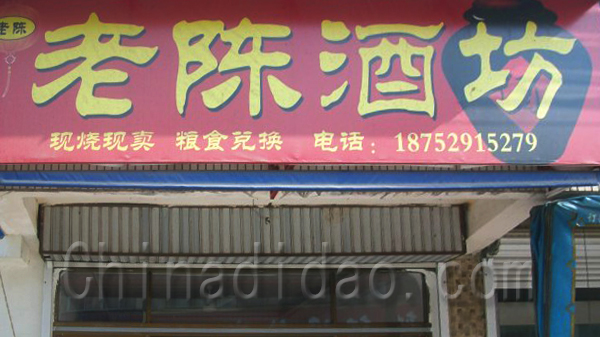 老陈
老陈酒坊
现烧现卖 粮食兑换 电话：18752915279
Chinadidao.com